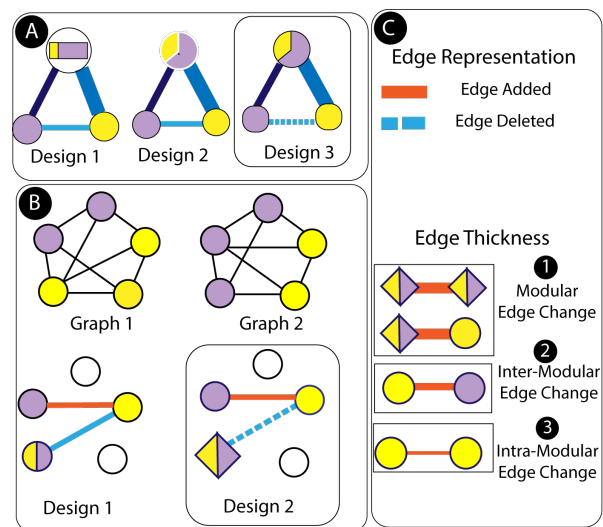 A
Design 1
Design 2
Design 3
B
Graph 1
Graph 2
Design 1
Design 2
C
Edge Representation
Edge Added
Edge Deleted
Edge Thickness
1
Modular
Edge Change
2
Inter-Modular
Edge Change
3
Intra-Modular
Edge Change